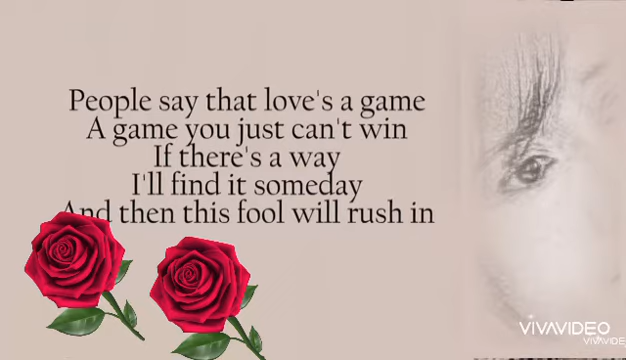 People say that love's a game
A game you just can't win
If there's a way
I'll find it someday
And then this fool will rush in
VIVAVIDEO
VIVAVIDE